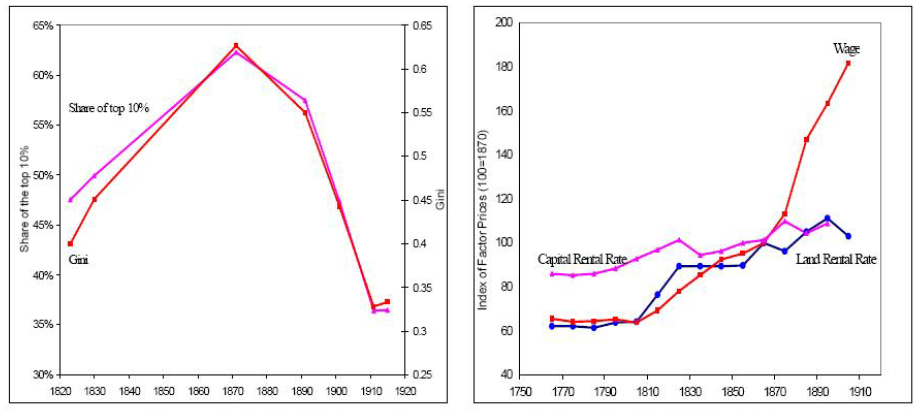 65%
60%
55%
50%
45%
40%
35%
30%
0.65
0.6
0.55
0.5
0.45
0.4
0.35
0.3
0.25
Share of the top 10%
Gini
Share of top 10%
Gini
1820 1830 1840 1850 1860 1870 1880 1890 1900 1910 1920
200
180
160
140
120
100
80
60
40
Index of Factor Prices (100=1870)
Wage
Capital Rental Rate
Land Rental Rate
1750 1770 1790 1810 1830 1850 1870 1890 1910